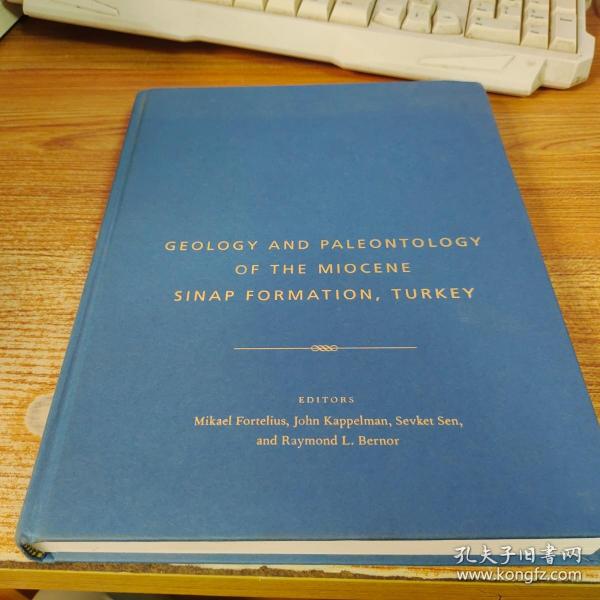 GEOLOGY AND PALEONTOLOGY
OF THE MIOCENE
SINAP FORMATION, TURKEY
EDITORS
Mikael Fortelius, John Kappelman, Sevket Sen,
and Raymond L. Bernor
孔夫子旧书网
www.kongfz.com